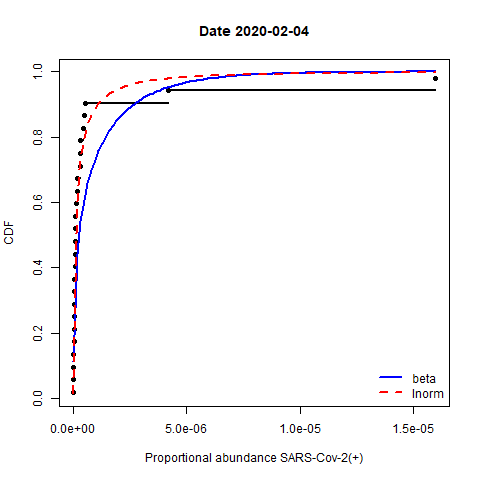 Date 2020-02-04
CDF
1.0
0.8
0.6
0.4
0.2
0.0
beta
lnorm
0.0e+00 5.0e-06 1.0e-05 1.5e-05
Proportional abundance SARS-Cov-2(+)